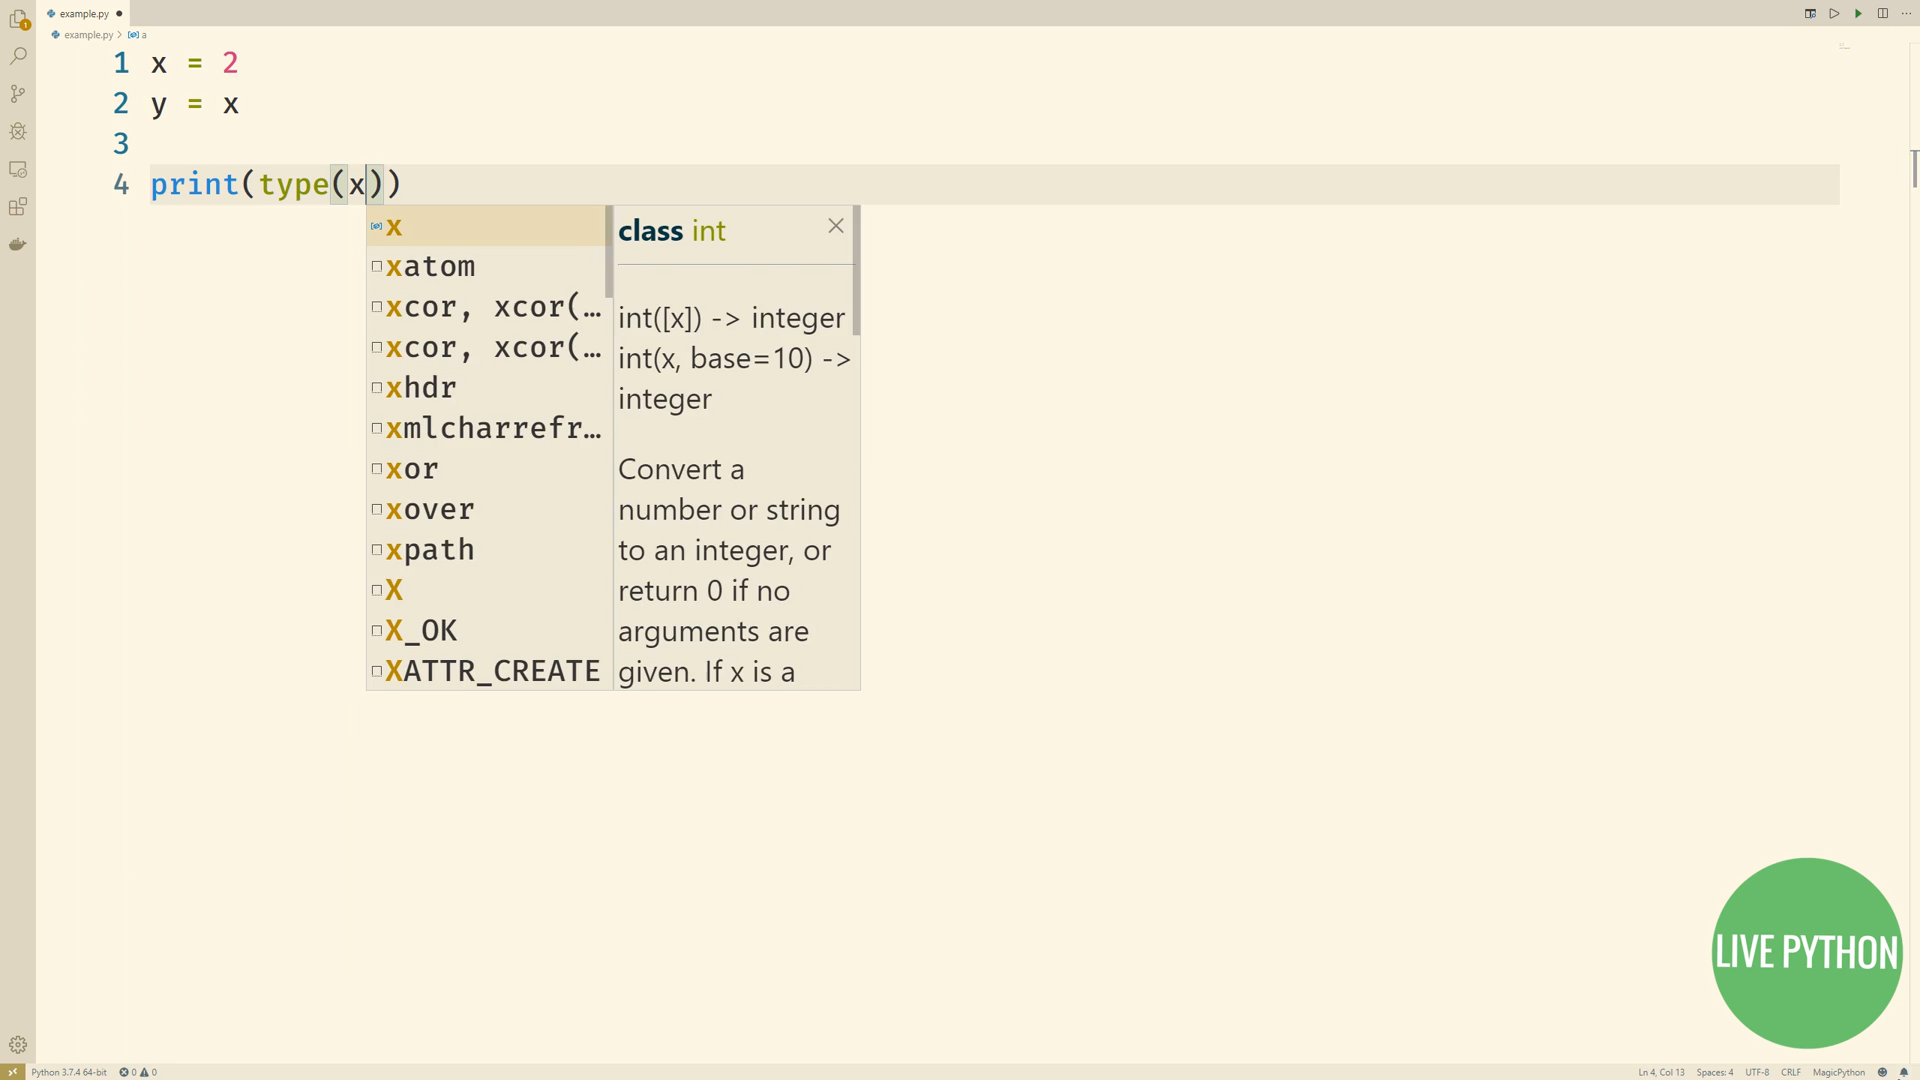 example.py
example.py > a
1 x = 2
2 y = x
3
4 print(type(x))
x
xatom
xcor, xcor(…
xcor, xcor(…
xhdr
xmlcharrefr…
xor
xover
xpath
X
X_OK
XATTR_CREATE
class int
int([x]) -> integer
int(x, base=10) ->
integer
Convert a
number or string
to an integer, or
return 0 if no
arguments are
given. If x is a
LIVE PYTHON
1
Python 3.7.4 64-bit 0 0
Ln 4, Col 13 Spaces: 4 UTF-8 CRLF MagicPython